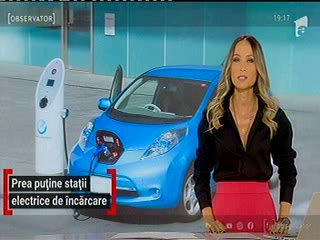 [OBSERVATOR]
19:17
Prea puține stații
electrice de încărcare